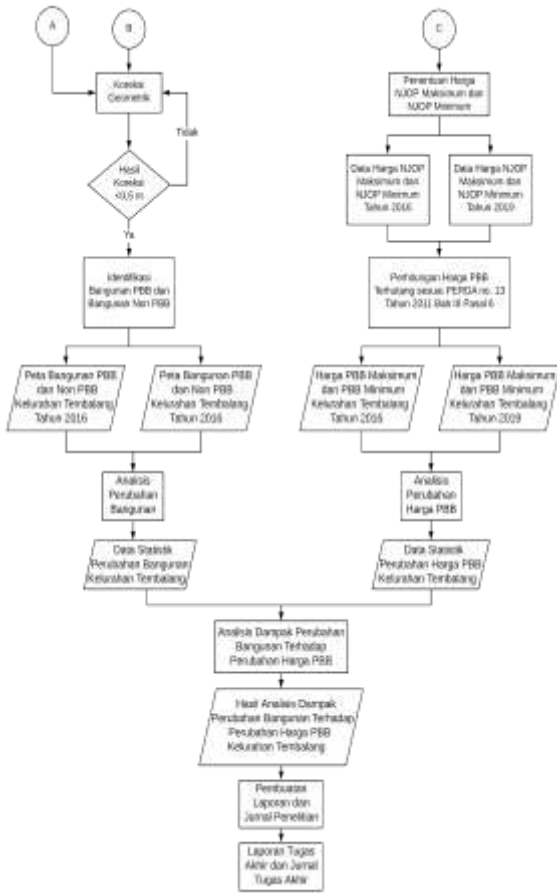 A
B
C
Koreksi
Geometrik
Tidak
Hasil
Koreksi
<0,5 m
Ya
Identifikasi
Bangunan PBB dan
Bangunan Non PBB
Peta Bangunan PBB
dan Non PBB
Kelurahan Tembalang
Tahun 2016
Peta Bangunan PBB
dan Non PBB
Kelurahan Tembalang
Tahun 2016
Analisis
Perubahan
Bangunan
Data Statistik
Perubahan Bangunan
Kelurahan Tembalang
Penentuan Harga
NJOP Maksimum dan
NJOP Minimum
Data Harga NJOP
Maksimum dan
NJOP Minimum
Tahun 2016
Data Harga NJOP
Maksimum dan
NJOP Minimum
Tahun 2019
Perhitungan Harga PBB
Terhutang sesuai PERDA no. 13
Tahun 2011 Bab III Pasal 6
Harga PBB Maksimum
dan PBB Minimum
Kelurahan Tembalang
Tahun 2016
Harga PBB Maksimum
dan PBB Minimum
Kelurahan Tembalang
Tahun 2019
Analisis
Perubahan
Harga PBB
Data Statistik
Perubahan Harga PBB
Kelurahan Tembalang
Analisis Dampak Perubahan
Bangunan Terhadap
Perubahan Harga PBB
Hasil Analisis Dampak
Perubahan Bangunan Terhadap
Perubahan Harga PBB
Kelurahan Tembalang
Pembuatan
Laporan dan
Jurnal Penelitian
Laporan Tugas
Akhir dan Jurnal
Tugas Akhir